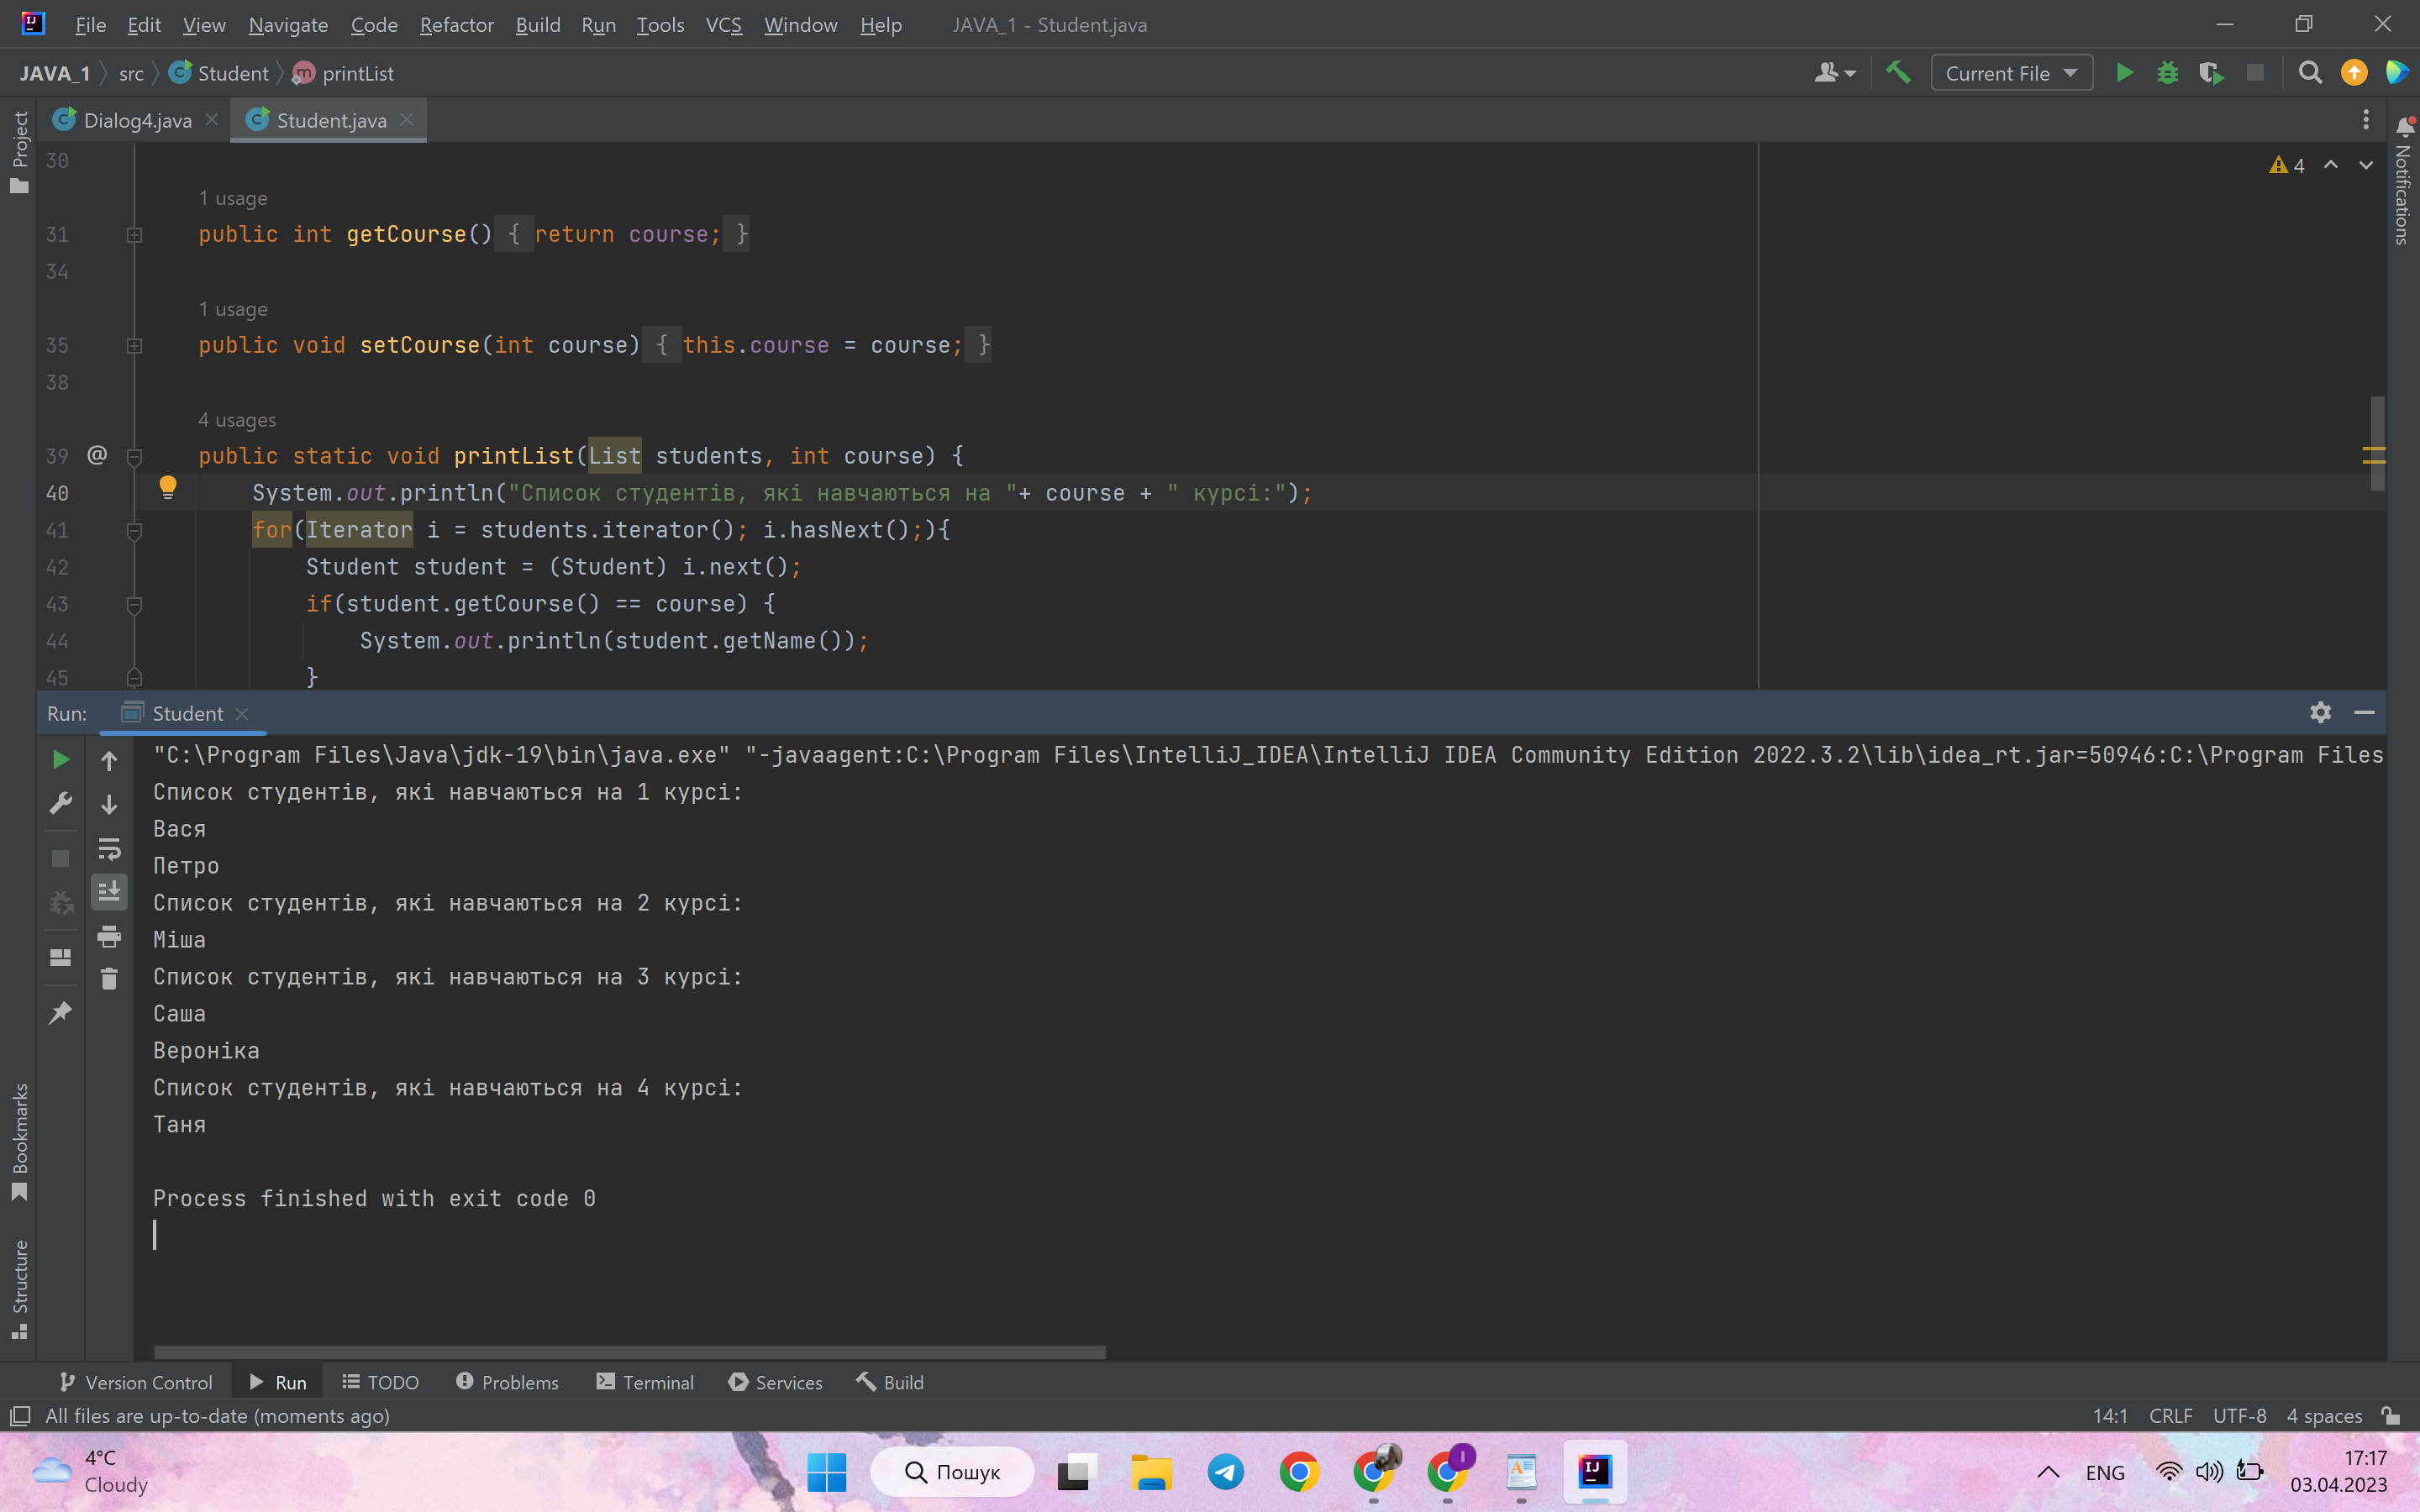 File Edit View Navigate Code Refactor Build Run Tools VCS Window Help JAVA_1 - Student.java
JAVA_1 src Student printList
Current File
Dialog4.java Student.java
Project
Notifications
4
30
1 usage
31 public int getCourse() { return course; }
34
1 usage
35 public void setCourse(int course) { this.course = course; }
38
4 usages
39 @ public static void printList(List students, int course) {
40 System.out.println("Список студентів, які навчаються на "+ course + " курсі:");
41 for(Iterator i = students.iterator(); i.hasNext();){
42 Student student = (Student) i.next();
43 if(student.getCourse() == course) {
44 System.out.println(student.getName());
45 }
Run: Student
"C:\Program Files\Java\jdk-19\bin\java.exe" "-javaagent:C:\Program Files\IntelliJ_IDEA\IntelliJ IDEA Community Edition 2022.3.2\lib\idea_rt.jar=50946:C:\Program Files
Список студентів, які навчаються на 1 курсі:
Вася
Петро
Список студентів, які навчаються на 2 курсі:
Міша
Список студентів, які навчаються на 3 курсі:
Саша
Вероніка
Список студентів, які навчаються на 4 курсі:
Таня
Process finished with exit code 0
Bookmarks
Structure
Version Control Run TODO Problems Terminal Services Build
All files are up-to-date (moments ago) 14:1 CRLF UTF-8 4 spaces
4°C
Cloudy
Пошук
ENG
17:17
03.04.2023